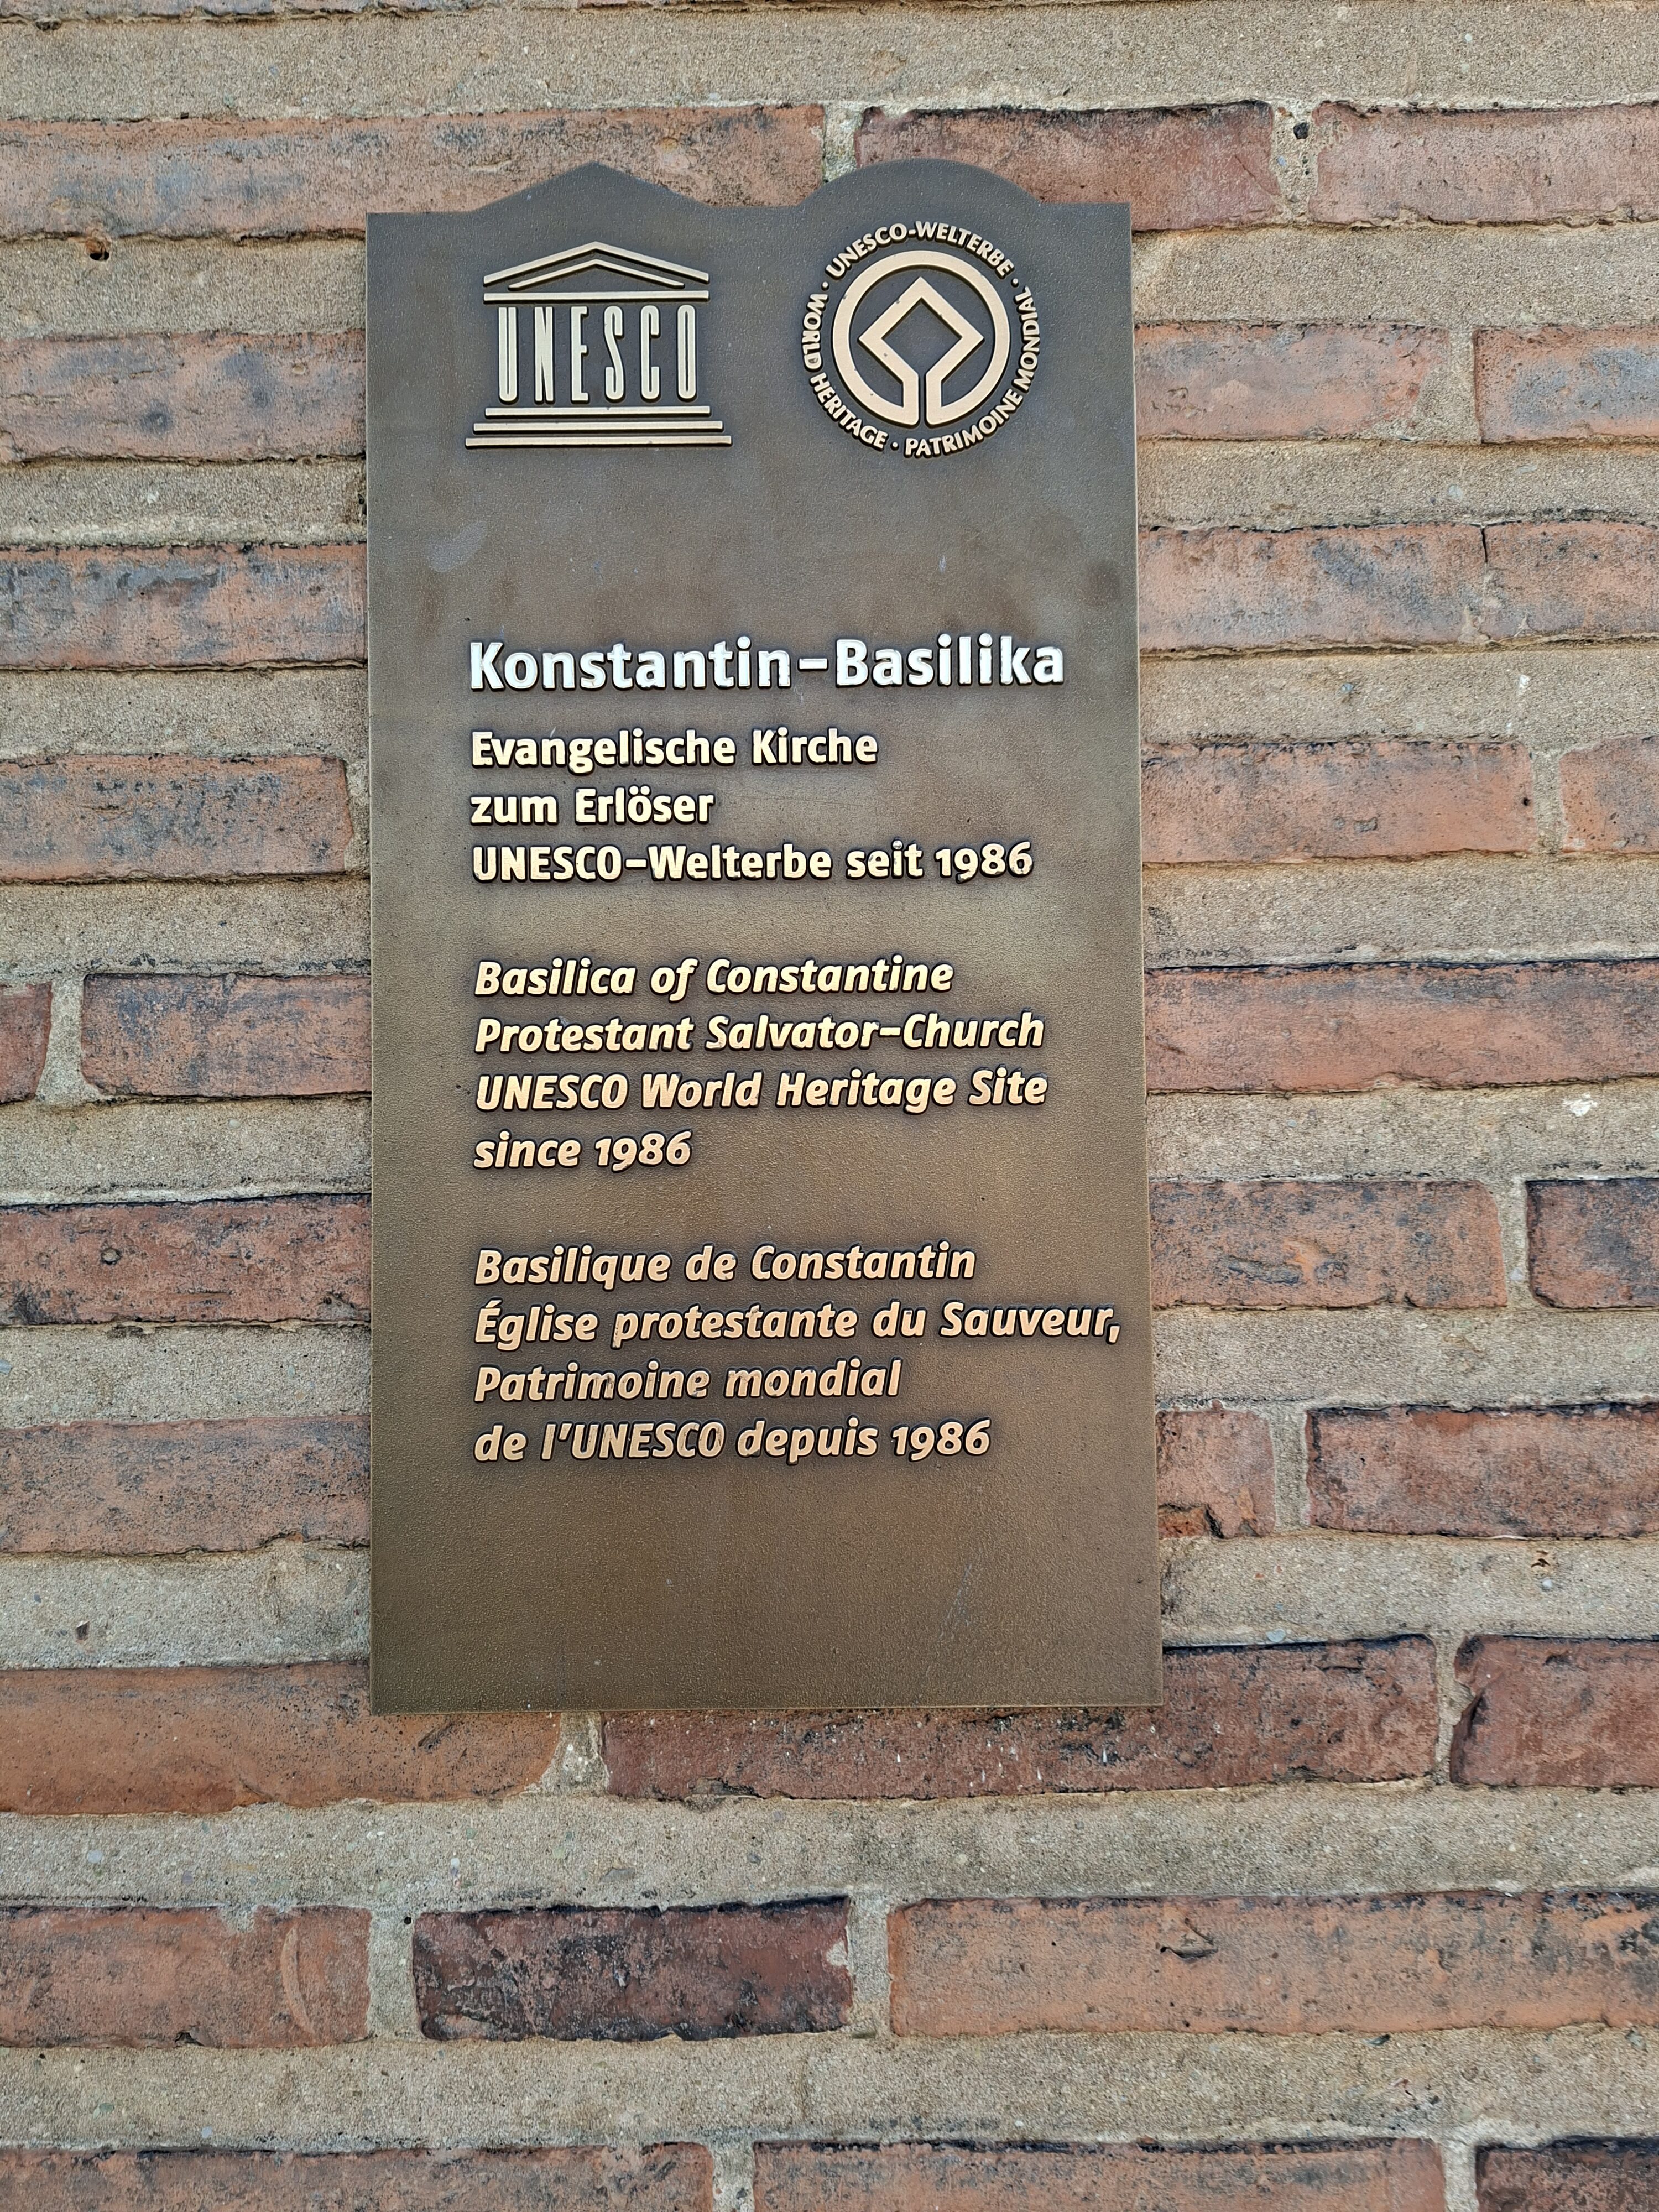 UNESCO
UNESCO-WELTERBE · PATRIMOINE MONDIAL · WORLD HERITAGE ·
Konstantin-Basilika
Evangelische Kirche
zum Erlöser
UNESCO-Welterbe seit 1986
Basilica of Constantine
Protestant Salvator-Church
UNESCO World Heritage Site
since 1986
Basilique de Constantin
Église protestante du Sauveur,
Patrimoine mondial
de l'UNESCO depuis 1986